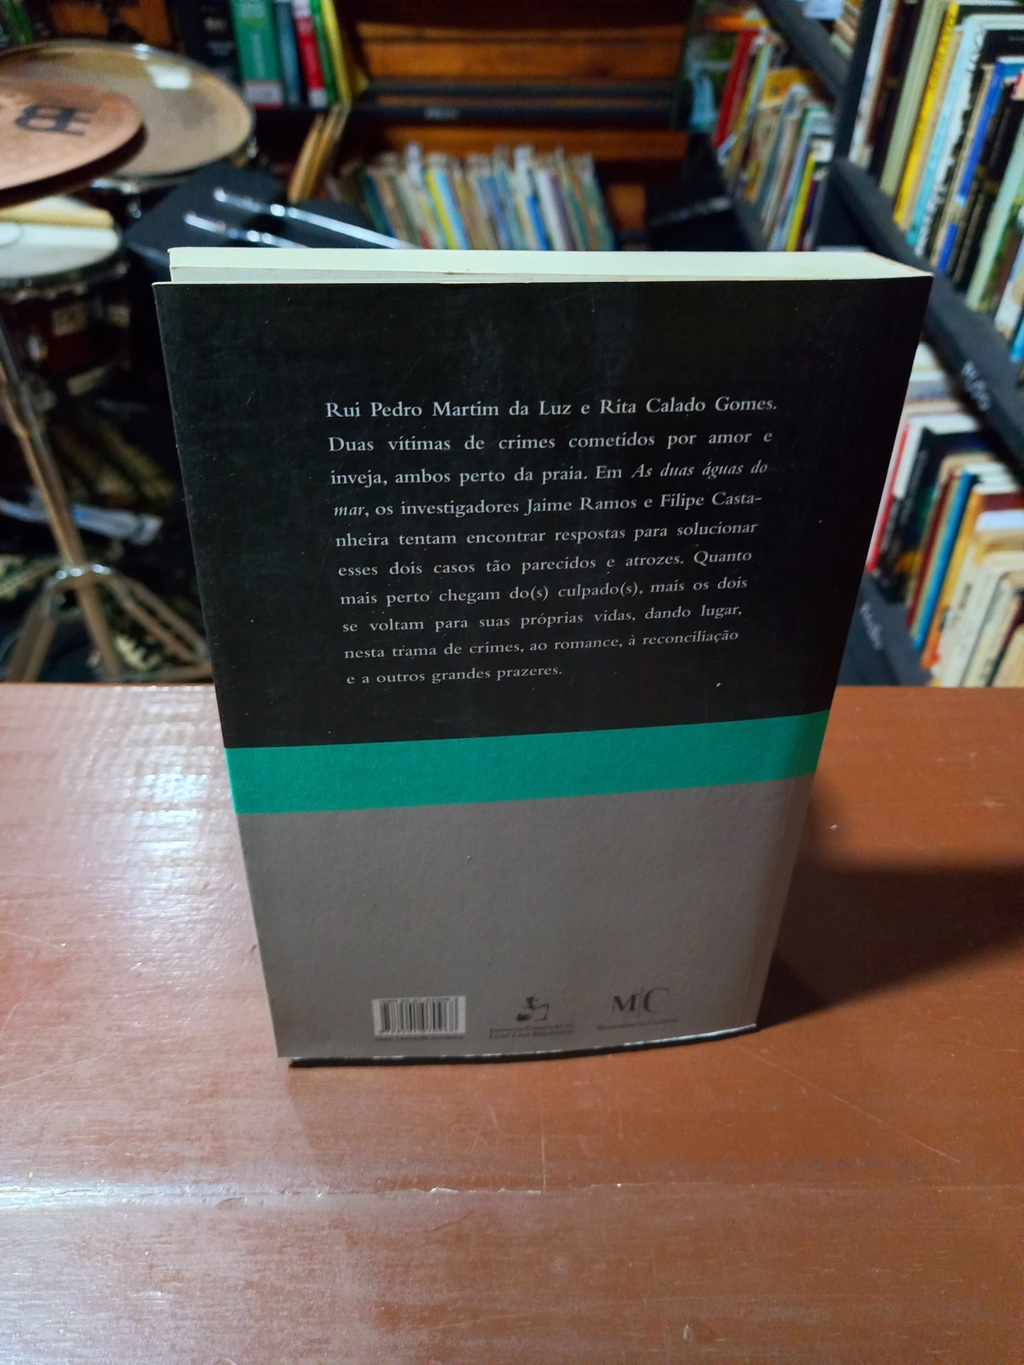 Rui Pedro Martim da Luz e Rita Calado Gomes.
Duas vítimas de crimes cometidos por amor e
inveja, ambos perto da praia. Em As duas águas do
mar, os investigadores Jaime Ramos e Filipe Casta-
nheira tentam encontrar respostas para solucionar
esses dois casos tão parecidos e atrozes. Quanto
mais perto chegam do(s) culpado(s), mais os dois
se voltam para suas próprias vidas, dando lugar,
nesta trama de crimes, ao romance, à reconciliação
e a outros grandes prazeres.
M/C